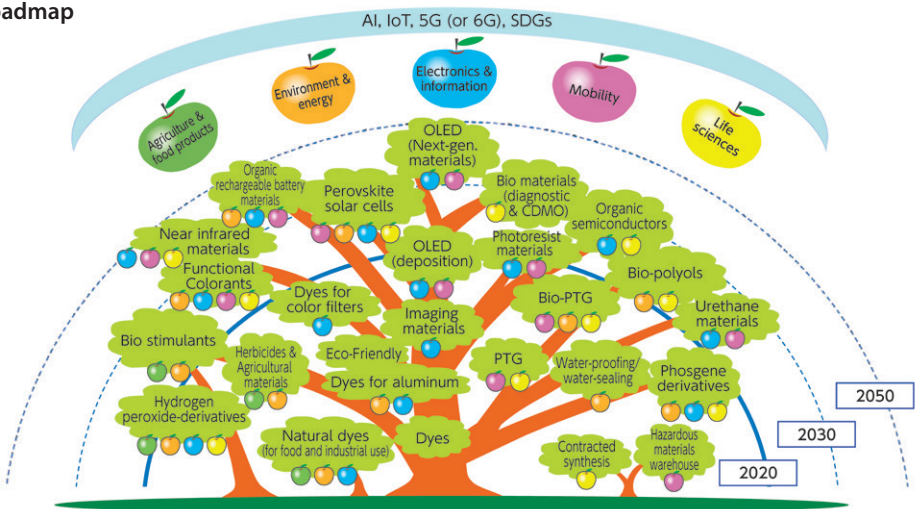 oadmap
AI, IoT, 5G (or 6G), SDGs
Agriculture &
food products
Environment &
energy
Electronics &
information
Mobility
Life
sciences
OLED
(Next-gen.
materials)
Organic
rechargeable battery
materials
Perovskite
solar cells
Bio materials
(diagnostic
& CDMO)
Organic
semiconductors
Near infrared
materials
OLED
(deposition)
Photoresist
materials
Functional
Colorants
Bio-polyols
Dyes for
color filters
Bio-PTG
Imaging
materials
Urethane
materials
Bio stimulants
Herbicides &
Agricultural
materials
Eco-Friendly
Dyes for aluminum
PTG
Water-proofing/
water-sealing
Phosgene
derivatives
Hydrogen
peroxide-derivatives
Natural dyes
(for food and industrial use)
Dyes
Contracted
synthesis
Hazardous
materials
warehouse
2050
2030
2020